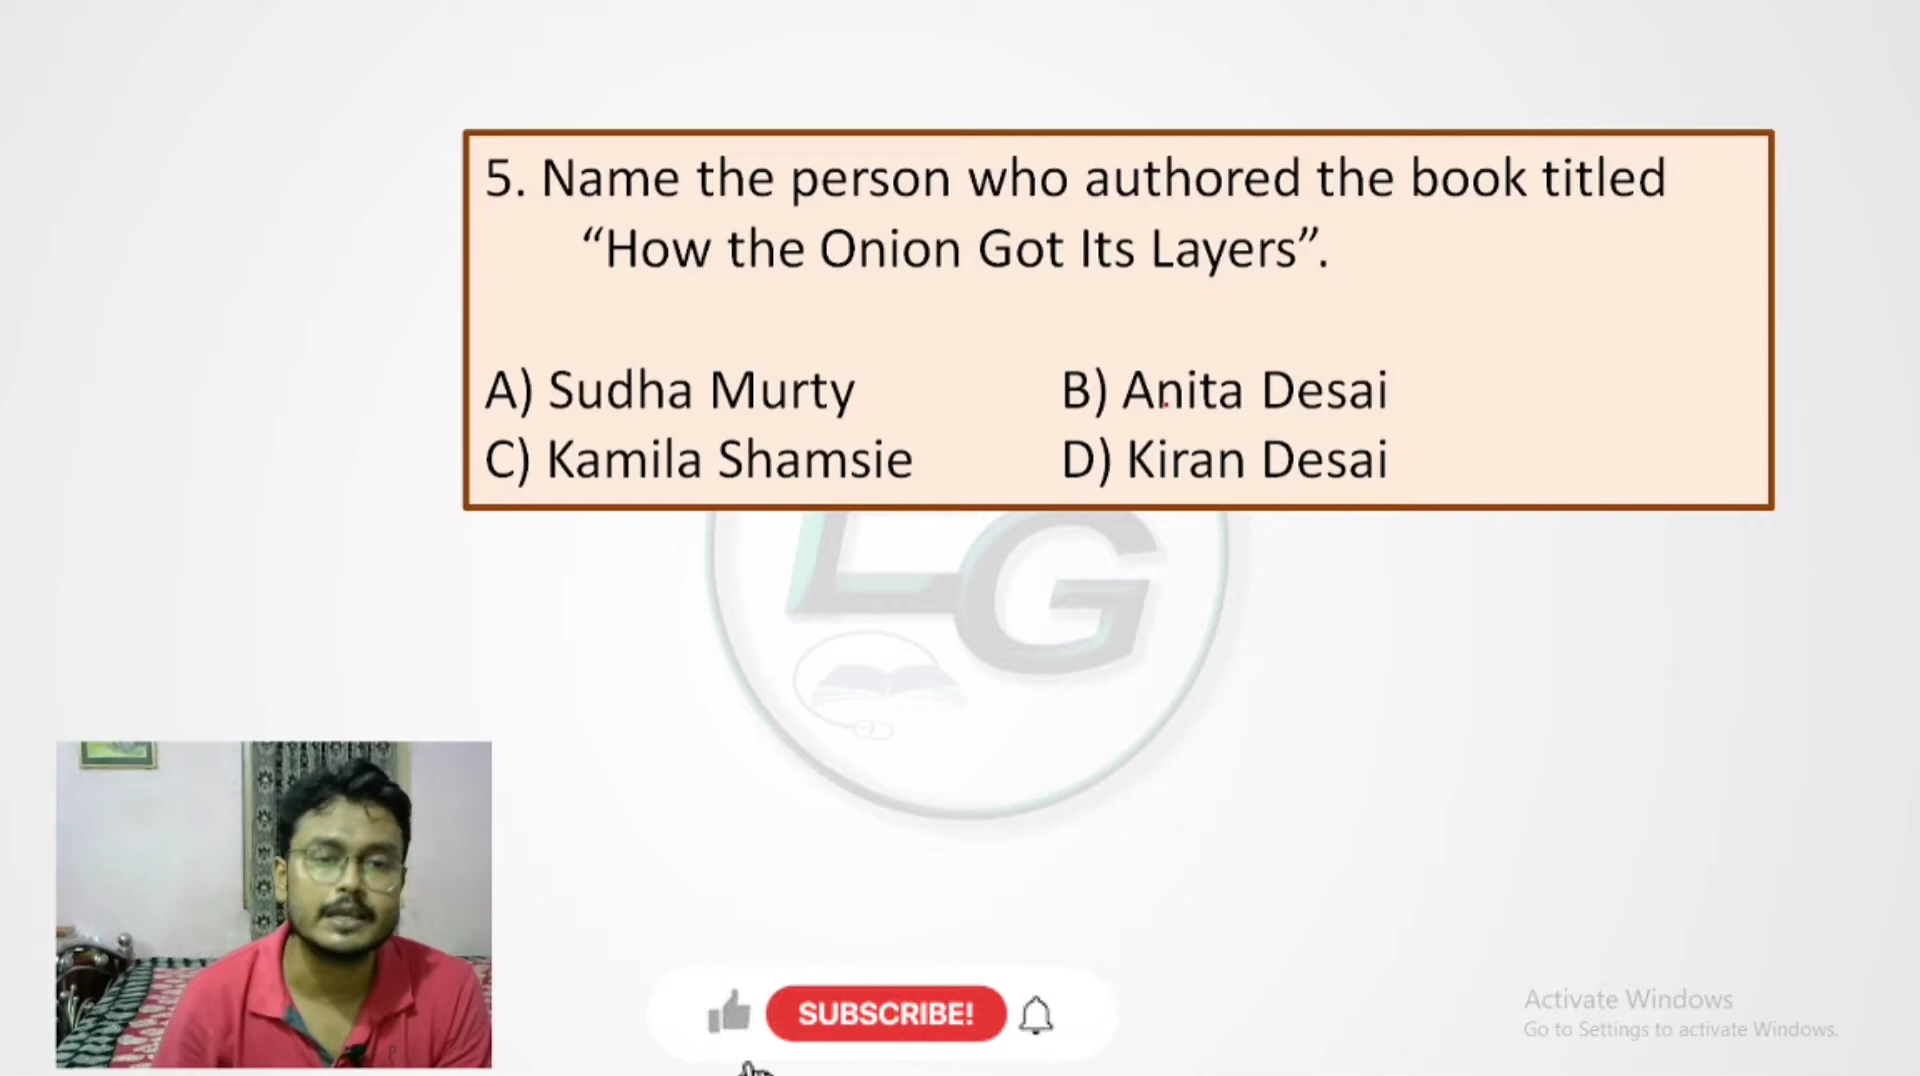 5. Name the person who authored the book titled
“How the Onion Got Its Layers”.
A) Sudha Murty B) Anita Desai
C) Kamila Shamsie D) Kiran Desai
LG
SUBSCRIBE!
Activate Windows
Go to Settings to activate Windows.